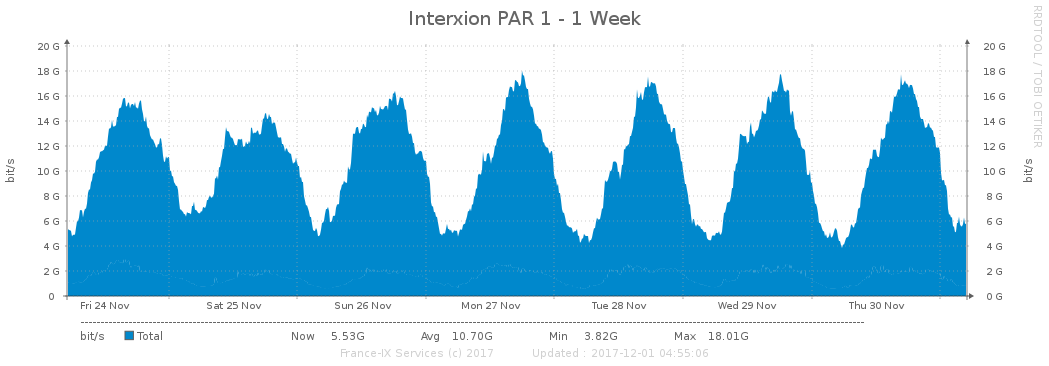 Interxion PAR 1 - 1 Week
RRDTOOL / TOBI OETIKER
20 G 20 G
18 G 18 G
16 G 16 G
14 G 14 G
12 G 12 G
10 G 10 G
8 G 8 G
6 G 6 G
4 G 4 G
2 G 2 G
0 0 G
bit/s
bit/s
Fri 24 Nov Sat 25 Nov Sun 26 Nov Mon 27 Nov Tue 28 Nov Wed 29 Nov Thu 30 Nov
bit/s Total Now 5.53G Avg 10.70G Min 3.82G Max 18.01G
France-IX Services (c) 2017 Updated : 2017-12-01 04:55:06